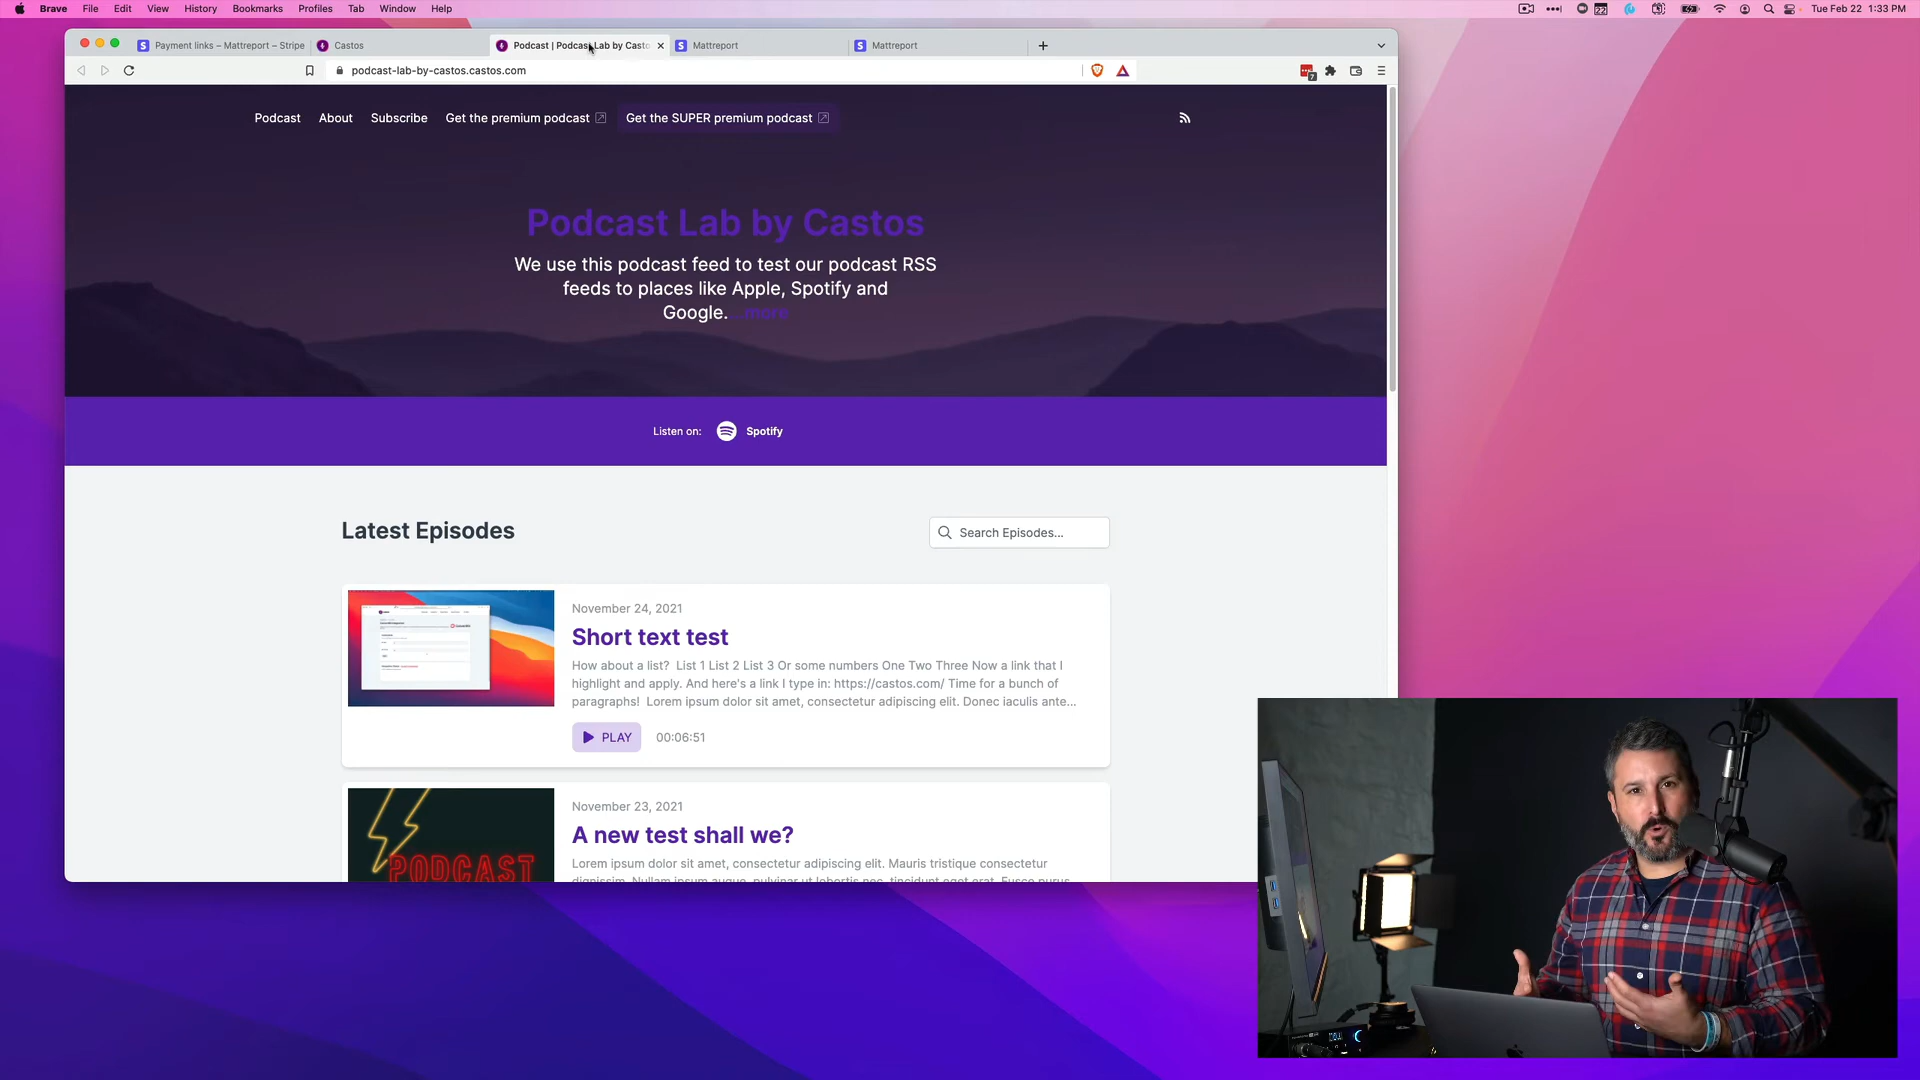 Brave File Edit View History Bookmarks Profiles Tab Window Help
22
Tue Feb 22 1:33 PM
Payment links – Mattreport – Stripe
Castos
Podcast | Podcast Lab by Casto
Mattreport
Mattreport
podcast-lab-by-castos.castos.com
7
Podcast About Subscribe Get the premium podcast Get the SUPER premium podcast
Podcast Lab by Castos
We use this podcast feed to test our podcast RSS
feeds to places like Apple, Spotify and
Google. ...more
Listen on: Spotify
Latest Episodes
Search Episodes...
November 24, 2021
Short text test
How about a list? List 1 List 2 List 3 Or some numbers One Two Three Now a link that I
highlight and apply. And here's a link I type in: https://castos.com/ Time for a bunch of
paragraphs! Lorem ipsum dolor sit amet, consectetur adipiscing elit. Donec iaculis ante...
PLAY 00:06:51
PODCAST
November 23, 2021
A new test shall we?
Lorem ipsum dolor sit amet, consectetur adipiscing elit. Mauris tristique consectetur